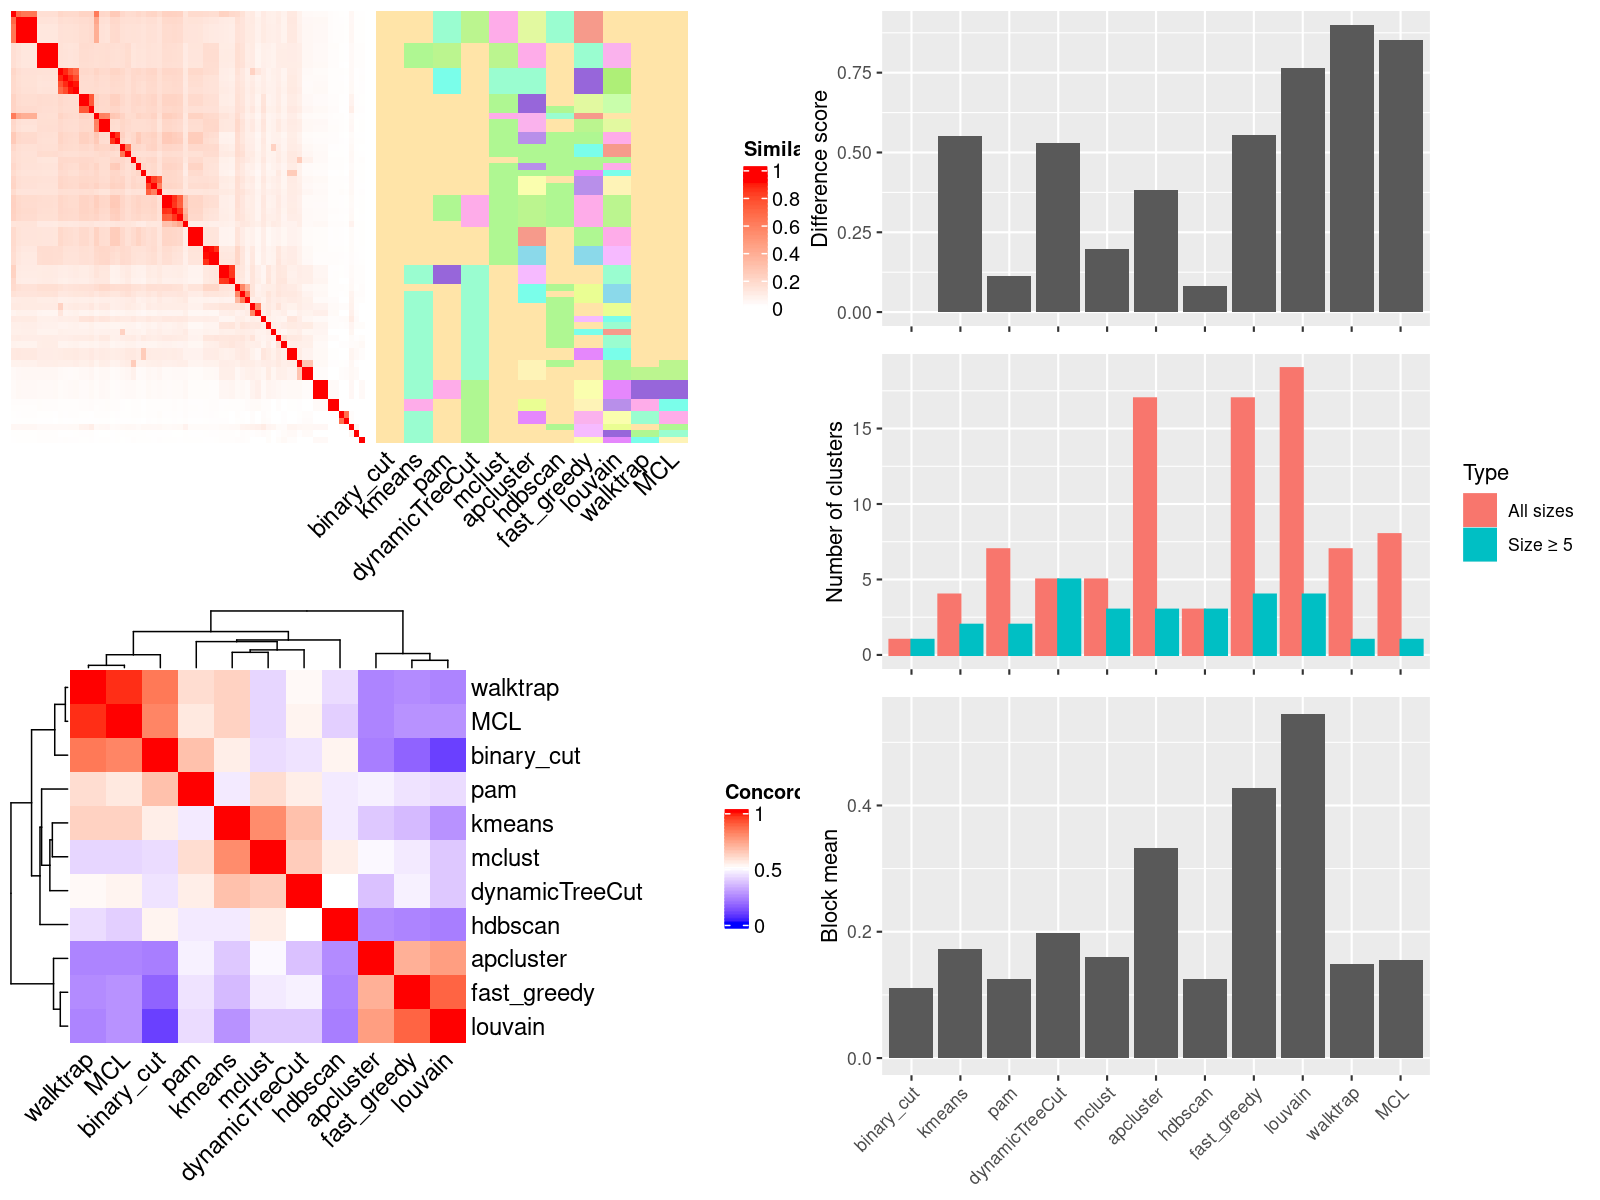 Simila
1
0.8
0.6
0.4
0.2
0
binary_cut
kmeans
pam
dynamicTreeCut
mclust
apcluster
hdbscan
fast_greedy
louvain
walktrap
MCL
walktrap
MCL
binary_cut
pam
kmeans
mclust
dynamicTreeCut
hdbscan
apcluster
fast_greedy
louvain
walktrap
MCL
binary_cut
pam
kmeans
mclust
dynamicTreeCut
hdbscan
apcluster
fast_greedy
louvain
Concord
1
0.5
0
Difference score
0.75
0.50
0.25
0.00
Number of clusters
15
10
5
0
Type
All sizes
Size ≥ 5
Block mean
0.4
0.2
0.0
binary_cut
kmeans
pam
dynamicTreeCut
mclust
apcluster
hdbscan
fast_greedy
louvain
walktrap
MCL